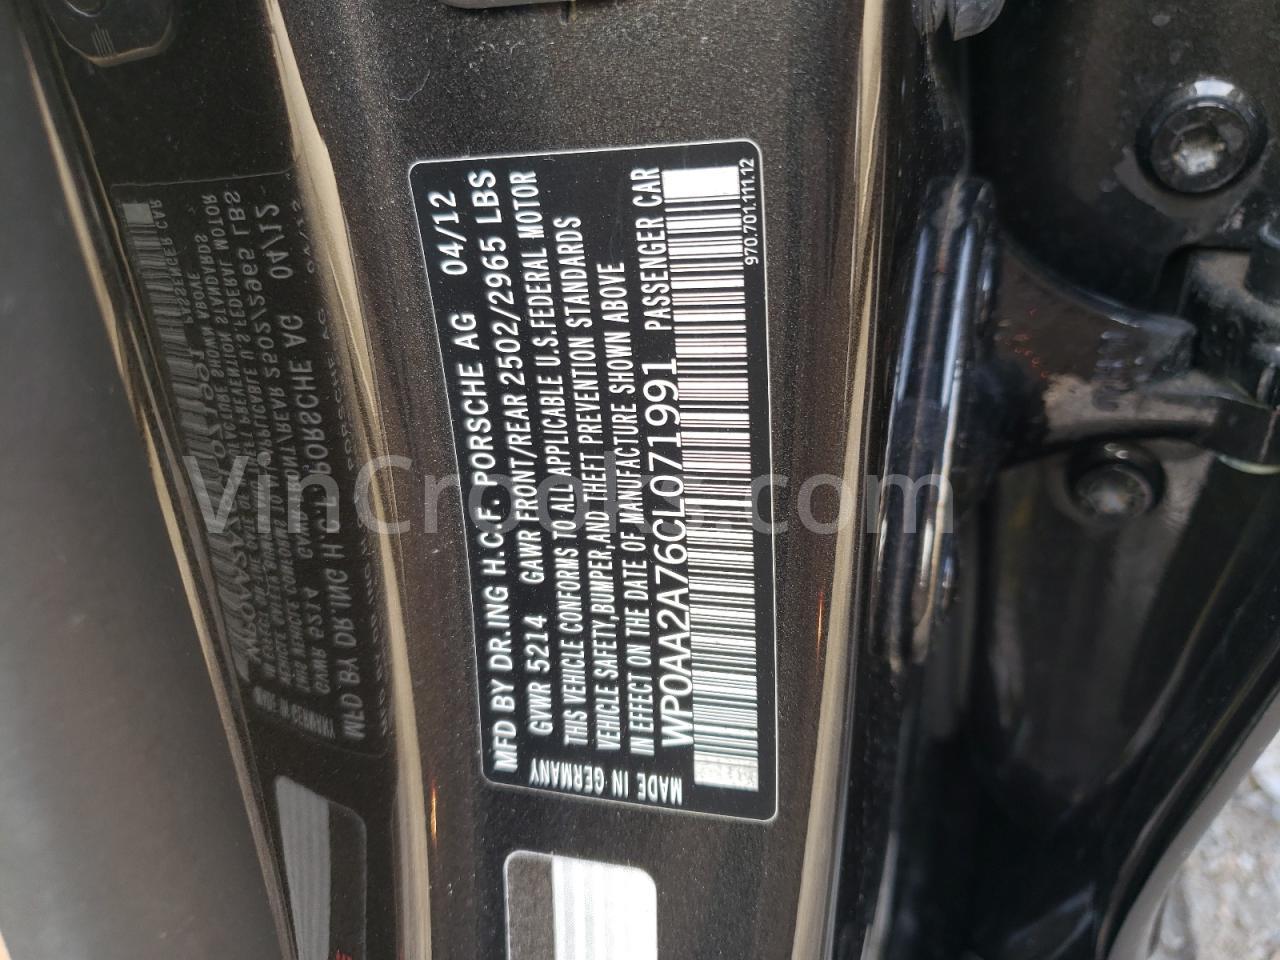 MFD BY DR.ING H.C.F. PORSCHE AG 04/12
GVWR 5214 GAWR FRONT/REAR 2502/2965 LBS
THIS VEHICLE CONFORMS TO ALL APPLICABLE U.S.FEDERAL MOTOR
VEHICLE SAFETY,BUMPER,AND THEFT PREVENTION STANDARDS
IN EFFECT ON THE DATE OF MANUFACTURE SHOWN ABOVE
WP0AA2A76CL071991 PASSENGER CAR
MADE IN GERMANY
970.701.111.12
VinCrooks.com